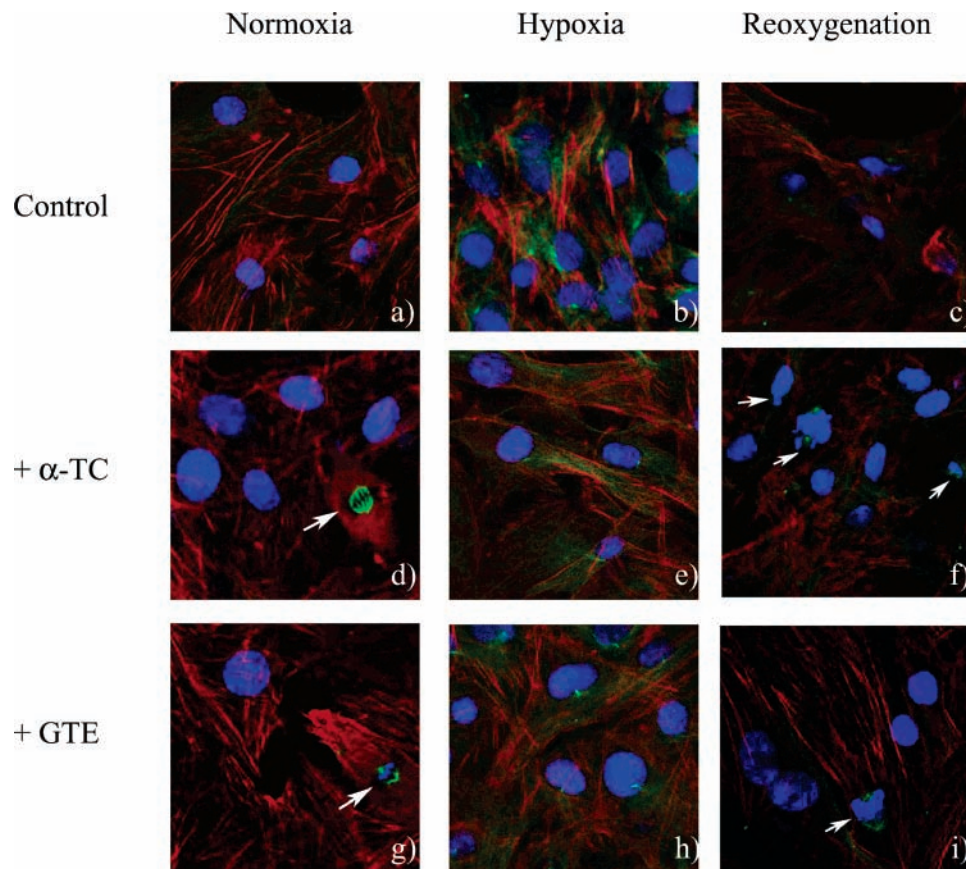 Normoxia Hypoxia Reoxygenation
Control
a) b) c)
+ α-TC
d) e) f)
+ GTE
g) h) i)